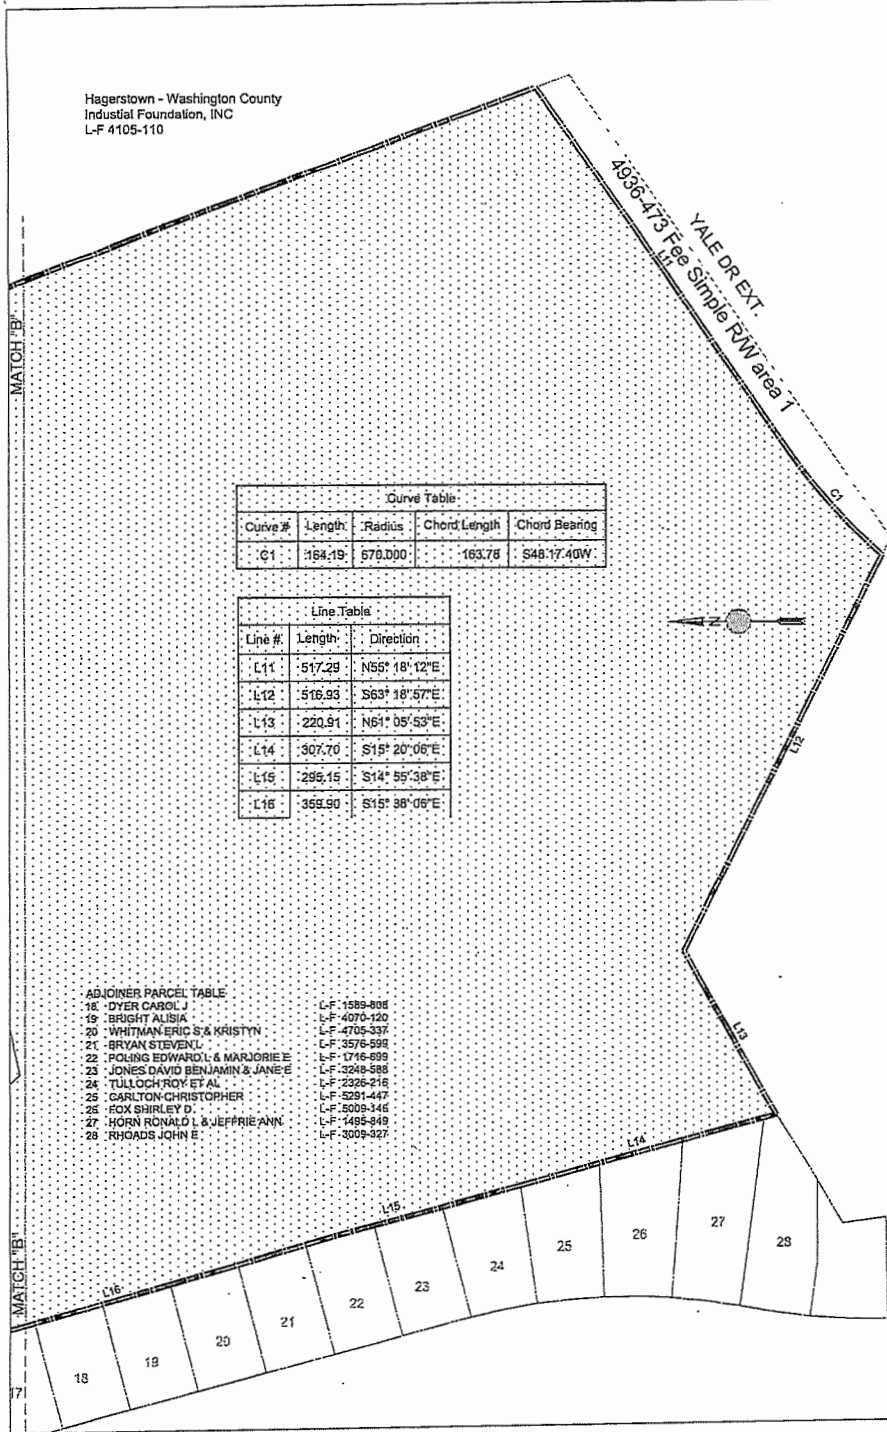 Hagerstown - Washington County
Industial Foundation, INC
L-F 4105-110
MATCH "B"
YALE DR EXT.
4936-473 Fee Simple R/W area 1
L11
C1
Curve Table
Curve # Length Radius Chord Length Chord Bearing
C1 164.19 670.000 163.78 S48.17.40W
N
Line Table
Line # Length Direction
L11 517.29 N55° 18' 12"E
L12 516.93 S63° 18' 57"E
L13 220.91 N61° 05' 53"E
L14 307.70 S15° 20' 06"E
L15 295.15 S14° 55' 38"E
L16 359.90 S15° 38' 06"E
L12
L13
ADJOINER PARCEL TABLE
18 DYER CAROL J L-F 1589-808
19 BRIGHT ALISIA L-F 4070-120
20 WHITMAN ERIC S & KRISTYN L-F 4705-337
21 BRYAN STEVEN L L-F 3576-599
22 POLING EDWARD L & MARJORIE E L-F 1716-699
23 JONES DAVID BENJAMIN & JANE E L-F 3248-588
24 TULLOCH ROY ET AL L-F 2326-216
25 CARLTON CHRISTOPHER L-F 5291-447
26 FOX SHIRLEY D L-F 5009-146
27 HORN RONALD L & JEFFRIE ANN L-F 1495-849
28 RHOADS JOHN E L-F 3009-327
L14
L15
L16
MATCH "B"
28
27
26
25
24
23
22
21
20
19
18
17